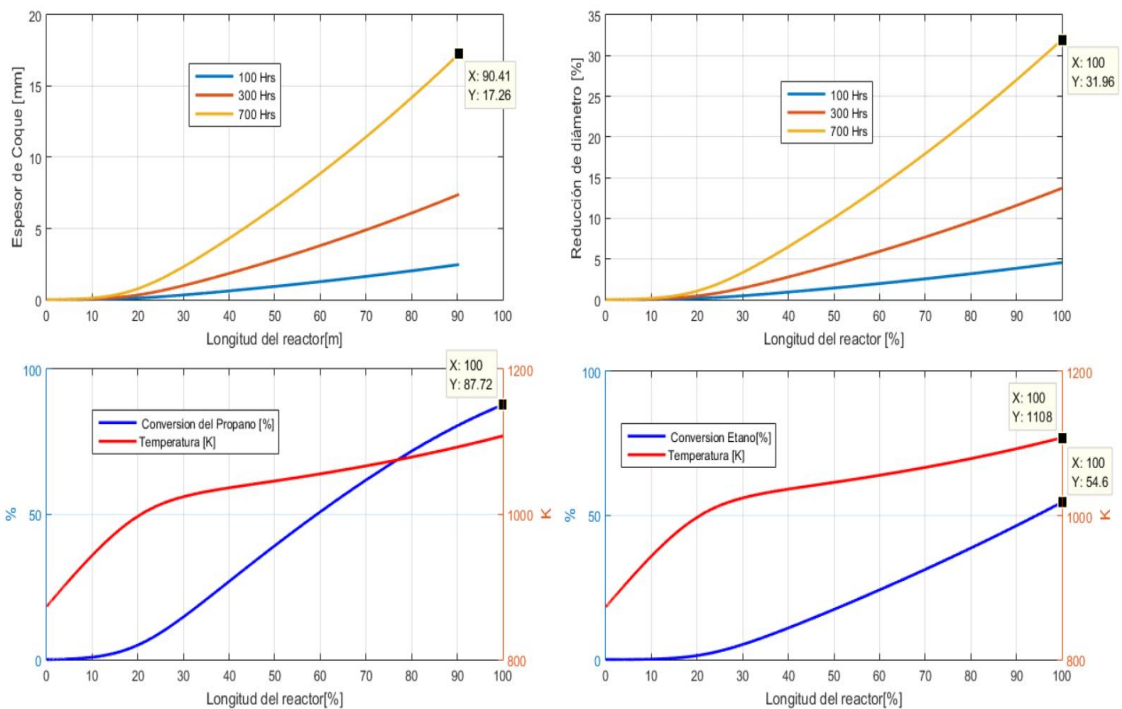 Espesor de Coque [mm]
20
15
10
5
0
100 Hrs
300 Hrs
700 Hrs
X: 90.41
Y: 17.26
0 10 20 30 40 50 60 70 80 90 100
Longitud del reactor[m]
Reducción de diámetro [%]
35
30
25
20
15
10
5
0
100 Hrs
300 Hrs
700 Hrs
X: 100
Y: 31.96
0 10 20 30 40 50 60 70 80 90 100
Longitud del reactor [%]
%
100
50
0
Conversion del Propano [%]
Temperatura [K]
X: 100
Y: 87.72
1200
1000
800
K
0 10 20 30 40 50 60 70 80 90 100
Longitud del reactor[%]
%
100
50
0
Conversion Etano[%]
Temperatura [K]
X: 100
Y: 1108
X: 100
Y: 54.6
1200
1000
800
K
0 10 20 30 40 50 60 70 80 90 100
Longitud del reactor[%]